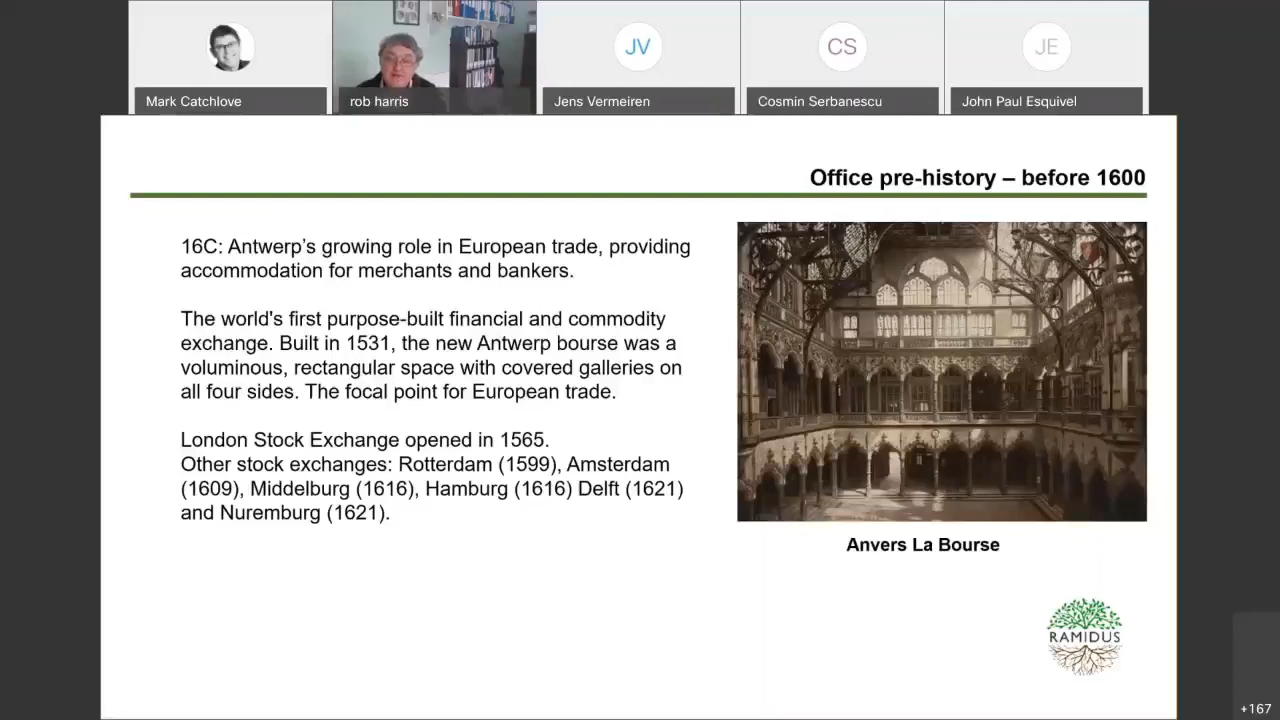 JV
CS
JE
Mark Catchlove
rob harris
Jens Vermeiren
Cosmin Serbanescu
John Paul Esquivel
Office pre-history – before 1600
16C: Antwerp’s growing role in European trade, providing
accommodation for merchants and bankers.
The world's first purpose-built financial and commodity
exchange. Built in 1531, the new Antwerp bourse was a
voluminous, rectangular space with covered galleries on
all four sides. The focal point for European trade.
London Stock Exchange opened in 1565.
Other stock exchanges: Rotterdam (1599), Amsterdam
(1609), Middelburg (1616), Hamburg (1616) Delft (1621)
and Nuremburg (1621).
Anvers La Bourse
RAMIDUS
+167